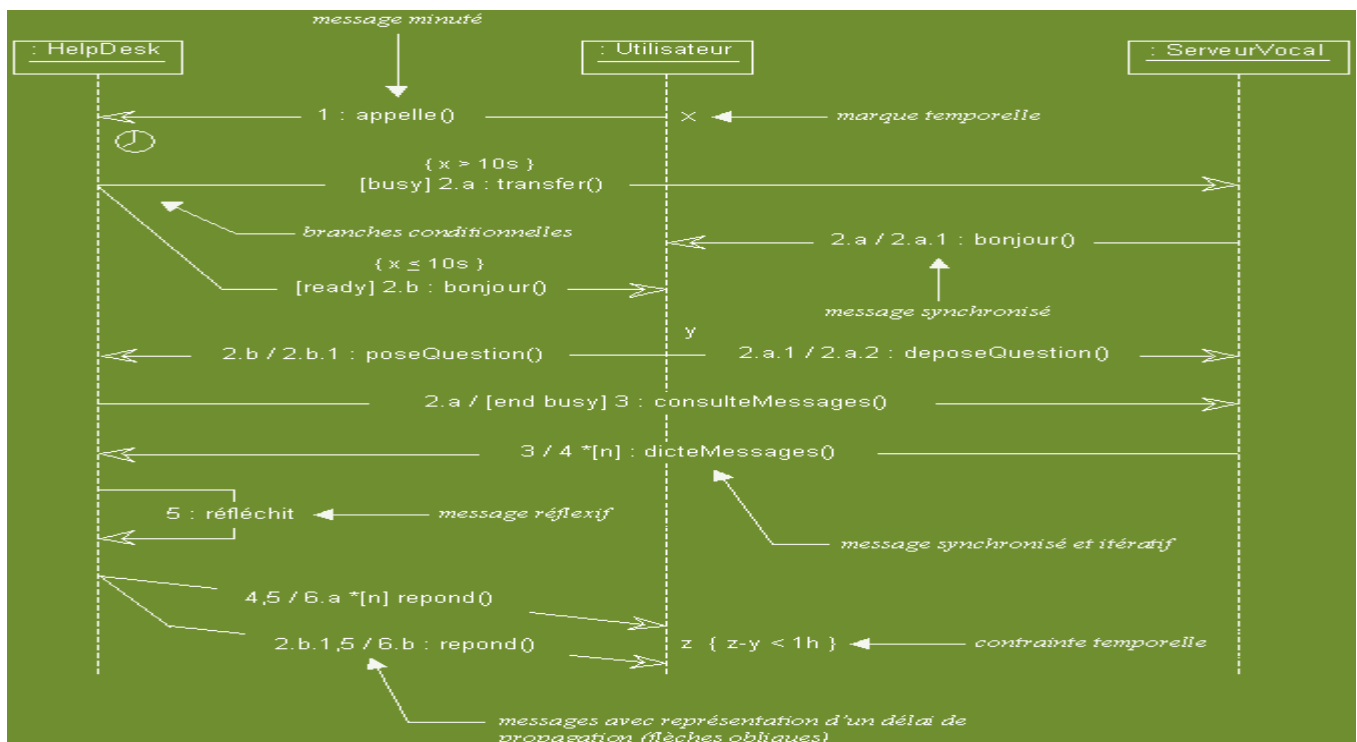 message minuté
: HelpDesk
: Utilisateur
: ServeurVocal
1 : appelle()
×
marque temporelle
{ x > 10s }
[busy] 2.a : transfer()
branches conditionnelles
2.a / 2.a.1 : bonjour()
{ x ≤ 10s }
[ready] 2.b : bonjour()
message synchronisé
y
2.b / 2.b.1 : poseQuestion()
2.a.1 / 2.a.2 : deposeQuestion()
2.a / [end busy] 3 : consulteMessages()
3 / 4 *[n] : dicteMessages()
5 : réfléchit
message réflexif
message synchronisé et itératif
4,5 / 6.a *[n] repond()
2.b.1,5 / 6.b : repond()
z { z-y < 1h }
contrainte temporelle
messages avec représentation d'un délai de
propagation (flèches obliques)